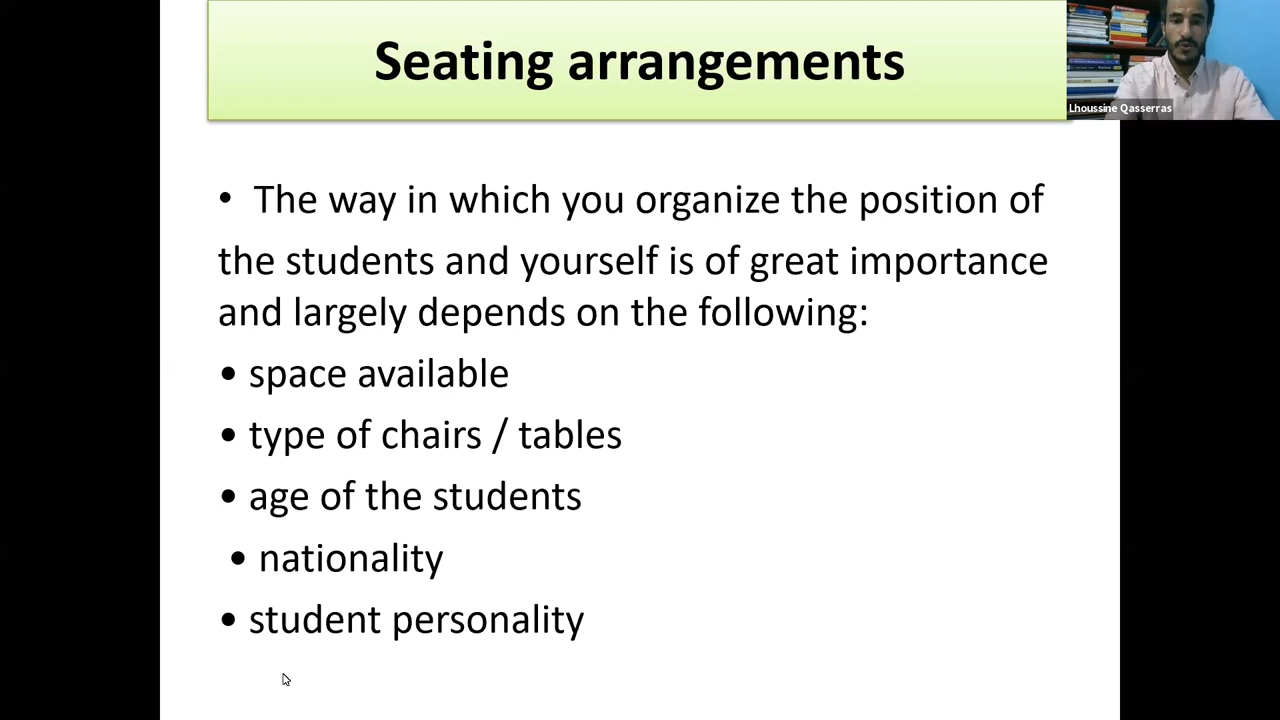 Seating arrangements
Lhoussine Qasserras
• The way in which you organize the position of
the students and yourself is of great importance
and largely depends on the following:
• space available
• type of chairs / tables
• age of the students
• nationality
• student personality